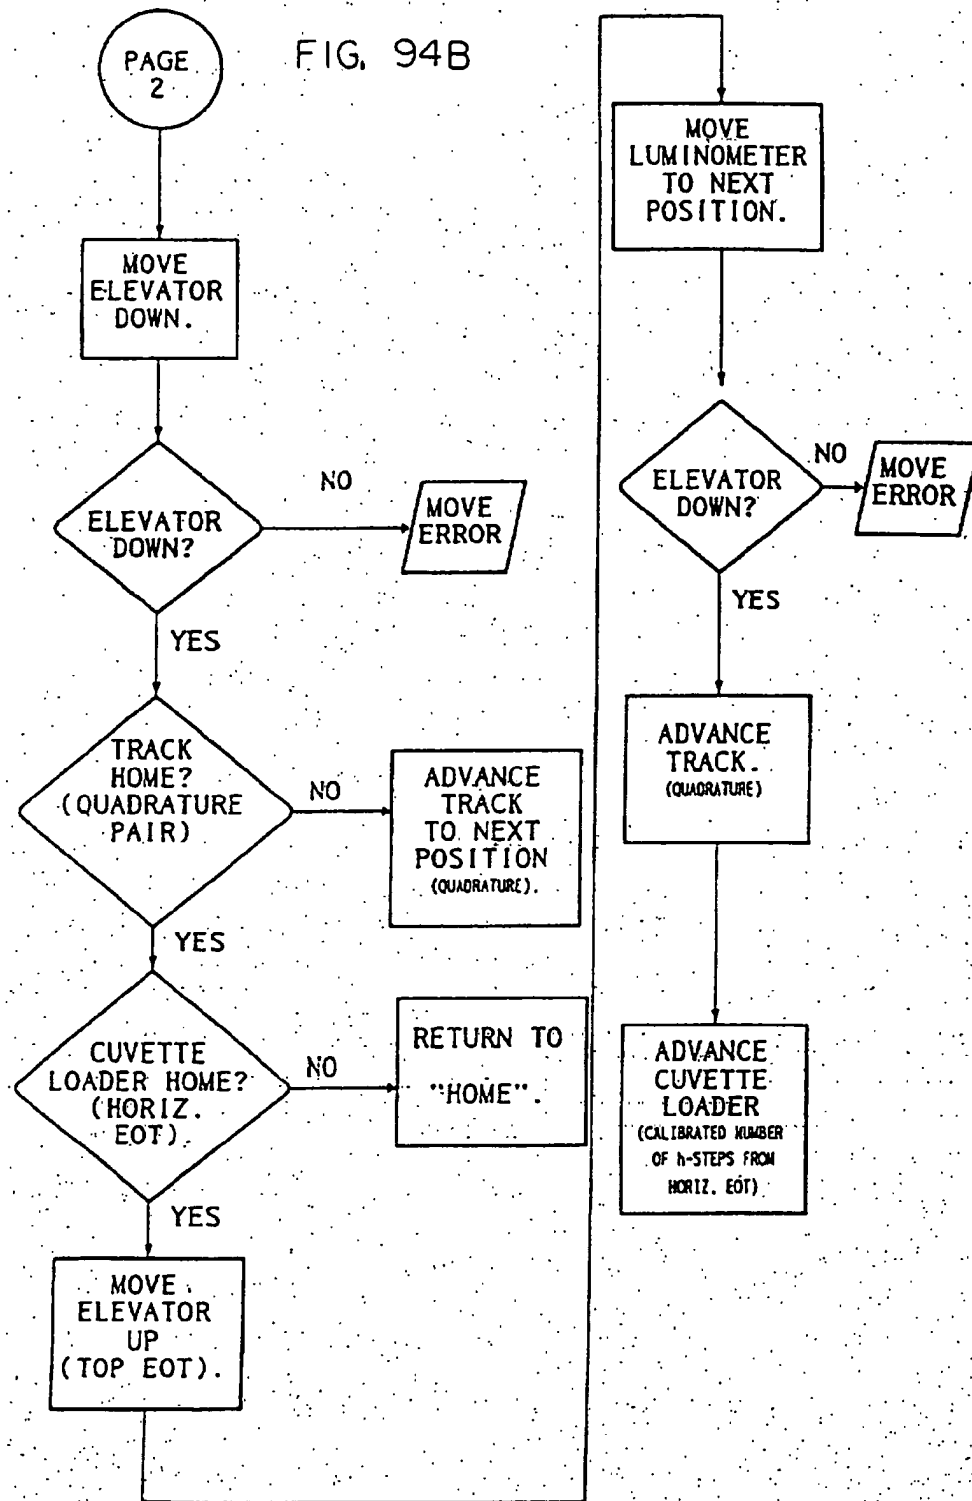 FIG. 94B
PAGE
2
MOVE
ELEVATOR
DOWN.
ELEVATOR
DOWN?
NO
MOVE
ERROR
YES
TRACK
HOME?
(QUADRATURE
PAIR)
NO
ADVANCE
TRACK
TO NEXT
POSITION
(QUADRATURE).
YES
CUVETTE
LOADER HOME?
(HORIZ.
EOT)
NO
RETURN TO
"HOME".
YES
MOVE
ELEVATOR
UP
(TOP EOT).
MOVE
LUMINOMETER
TO NEXT
POSITION.
ELEVATOR
DOWN?
NO
MOVE
ERROR
YES
ADVANCE
TRACK.
(QUADRATURE)
ADVANCE
CUVETTE
LOADER
(CALIBRATED NUMBER
OF h-STEPS FROM
HORIZ. EOT)